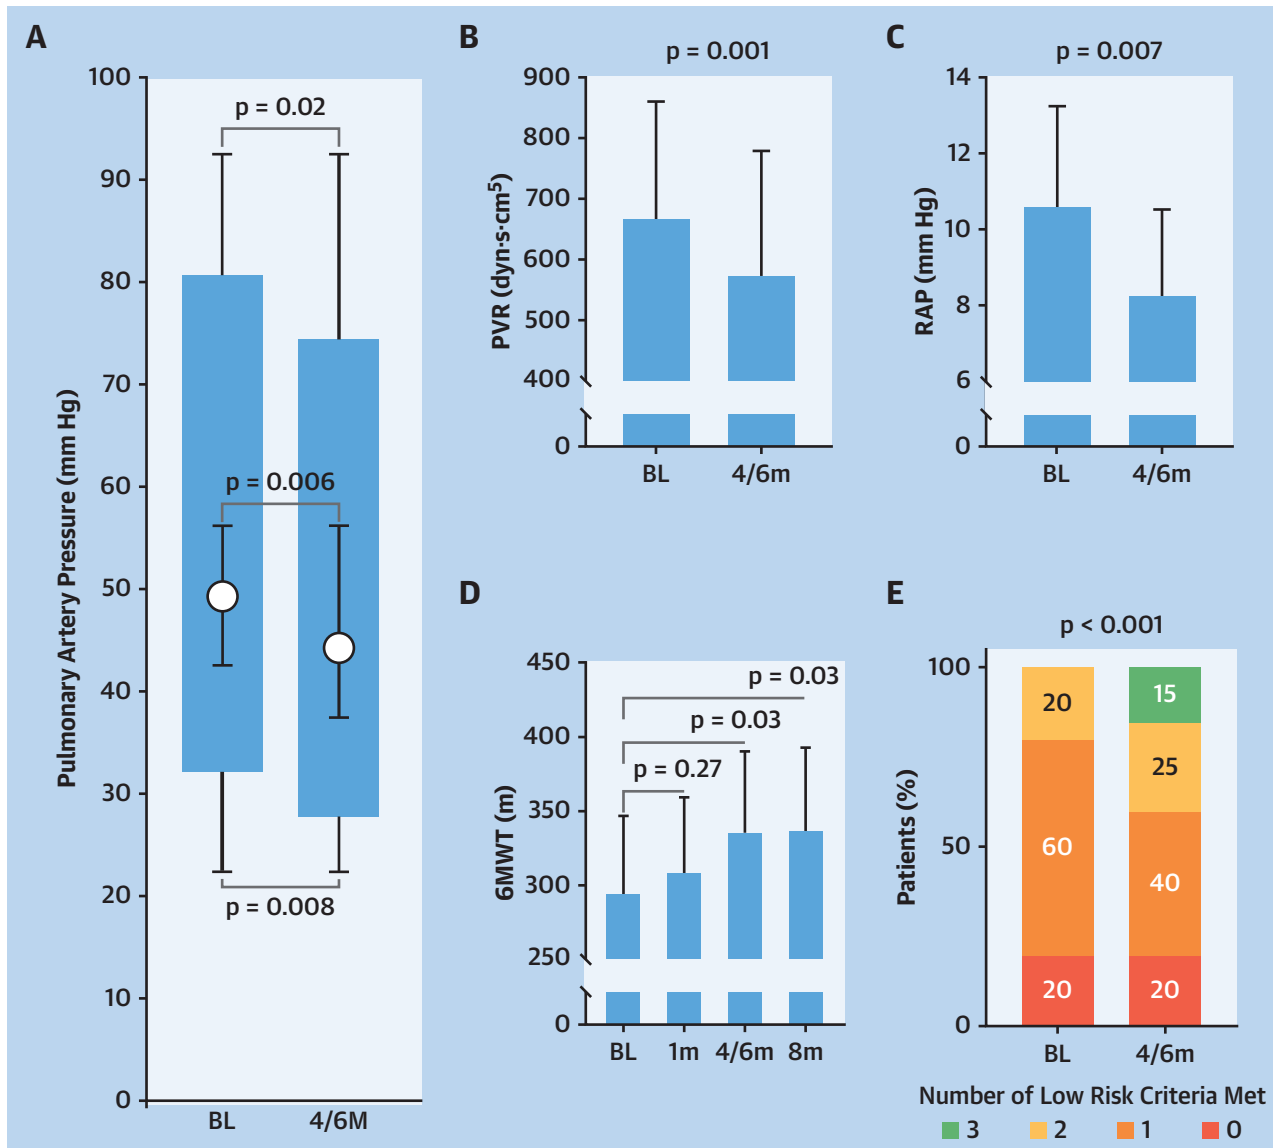 A
Pulmonary Artery Pressure (mm Hg)
100
90
80
70
60
50
40
30
20
10
0
p = 0.02
p = 0.006
p = 0.008
BL 4/6M
B
p = 0.001
PVR (dyn·s·cm⁵)
900
800
700
600
500
400
0
BL 4/6m
C
p = 0.007
RAP (mm Hg)
14
12
10
8
6
0
BL 4/6m
D
6MWT (m)
450
400
350
300
250
0
p = 0.03
p = 0.03
p = 0.27
BL 1m 4/6m 8m
E
p < 0.001
Patients (%)
100
50
0
20
60
20
15
25
40
20
BL 4/6m
Number of Low Risk Criteria Met
3 2 1 0